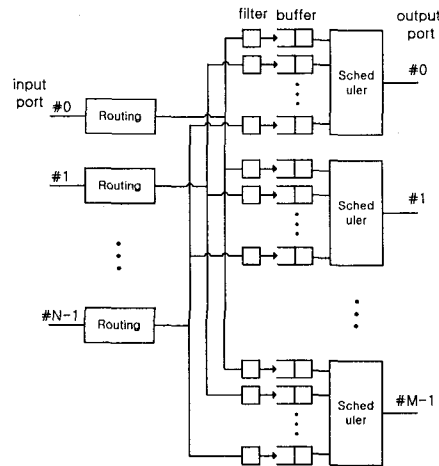 filter buffer
output
port
input
port
#0
Routing
Sched
uler
#0
#1
Routing
Sched
uler
#1
#N-1
Routing
Sched
uler
#M-1